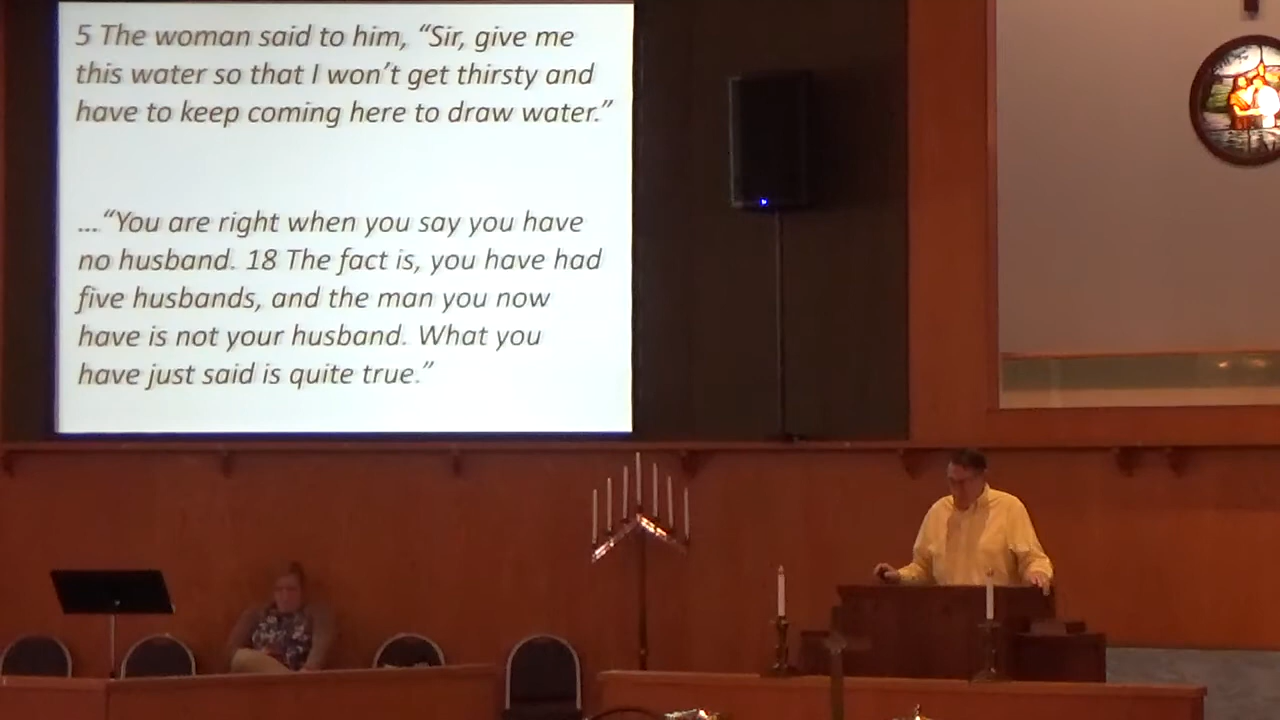 5 The woman said to him, “Sir, give me
this water so that I won’t get thirsty and
have to keep coming here to draw water.”
... “You are right when you say you have
no husband. 18 The fact is, you have had
five husbands, and the man you now
have is not your husband. What you
have just said is quite true.”